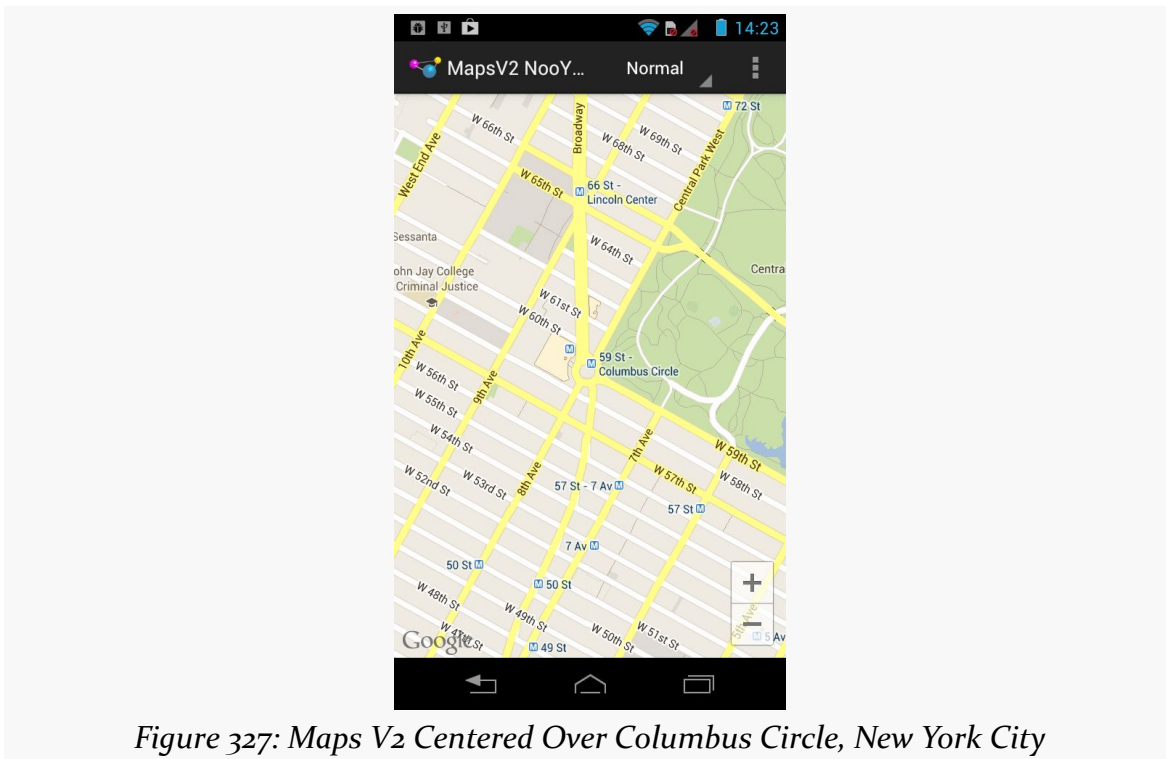 14:23
MapsV2 NooY...
Normal
72 St
W 66th St
Broadway
W 69th St
W 68th St
West End Ave
Central Park West
W 65th St
66 St -
Lincoln Center
Sessanta
W 64th St
ohn Jay College
Criminal Justice
Centra
W 61st St
W 60th St
10th Ave
59 St -
Columbus Circle
W 56th St
9th Ave
W 55th St
W 54th St
7th Ave
W 59th St
W 52nd St
W 53rd St
8th Ave
W 57th St
W 58th St
57 St - 7 Av
57 St
7 Av
50 St
50 St
W 48th St
W 49th St
5th Ave
Google
W 50th St
W 51st St
5 Av
49 St
Figure 327: Maps V2 Centered Over Columbus Circle, New York City